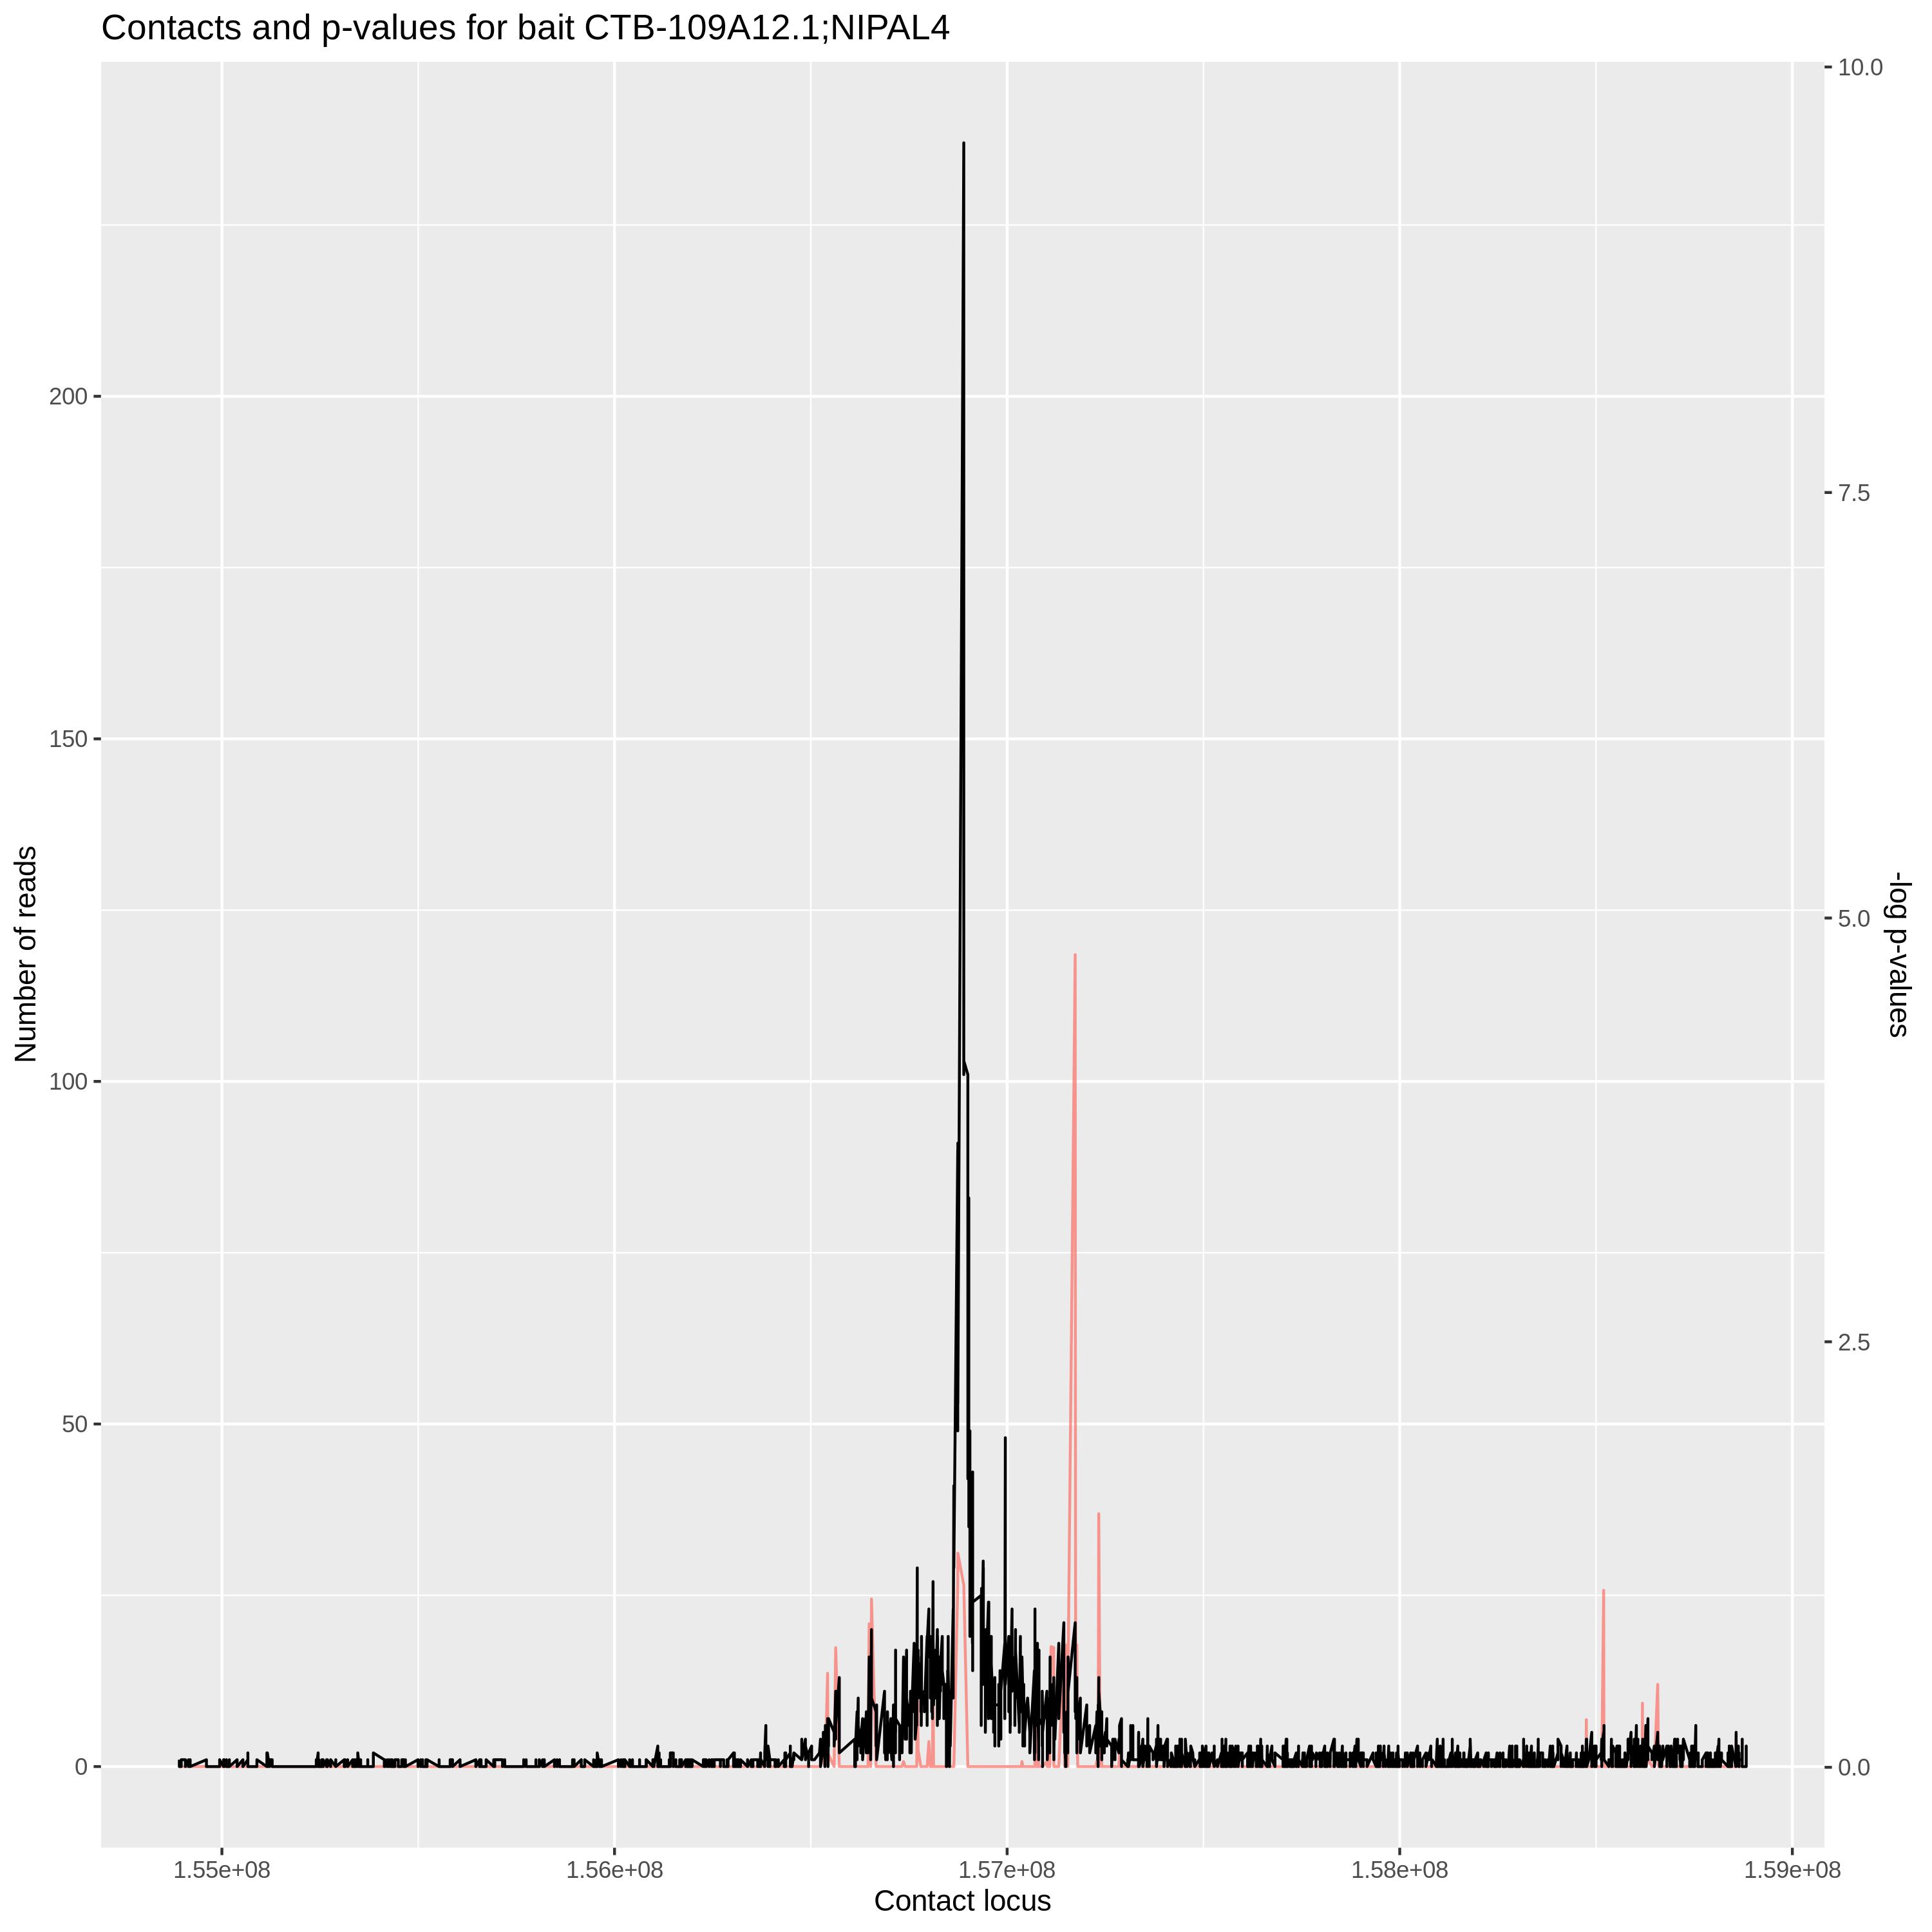 Contacts and p-values for bait CTB-109A12.1;NIPAL4
Number of reads
200
150
100
50
0
10.0
7.5
5.0
2.5
0.0
-log p-values
1.55e+08 1.56e+08 1.57e+08 1.58e+08 1.59e+08
Contact locus